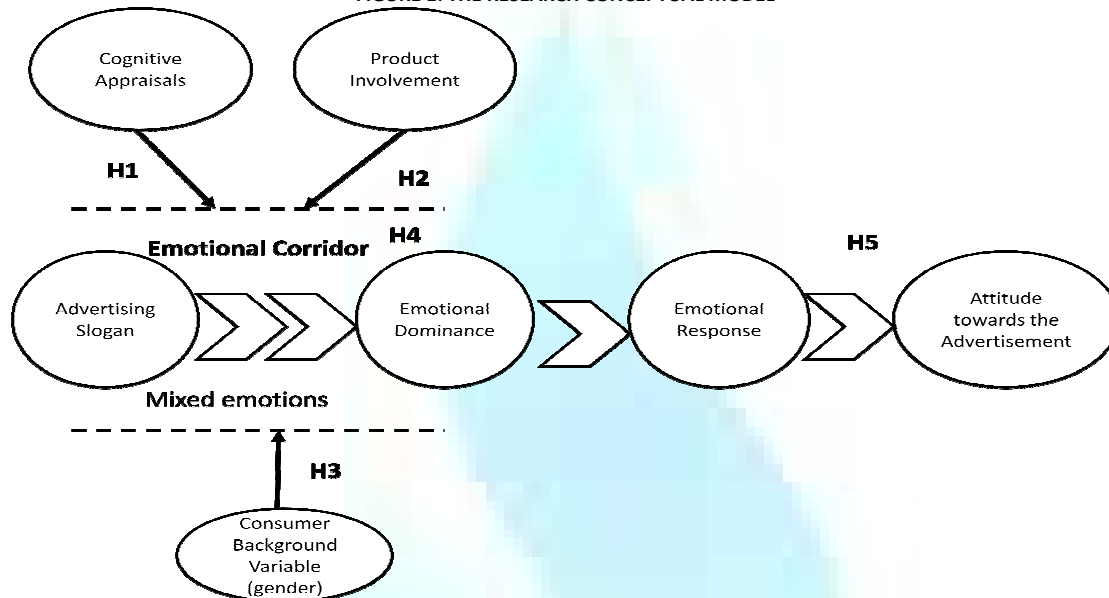 Cognitive
Appraisals
Product
Involvement
H1
H2
Emotional Corridor
H4
H5
Advertising
Slogan
Emotional
Dominance
Emotional
Response
Attitude
towards the
Advertisement
Mixed emotions
H3
Consumer
Background
Variable
(gender)